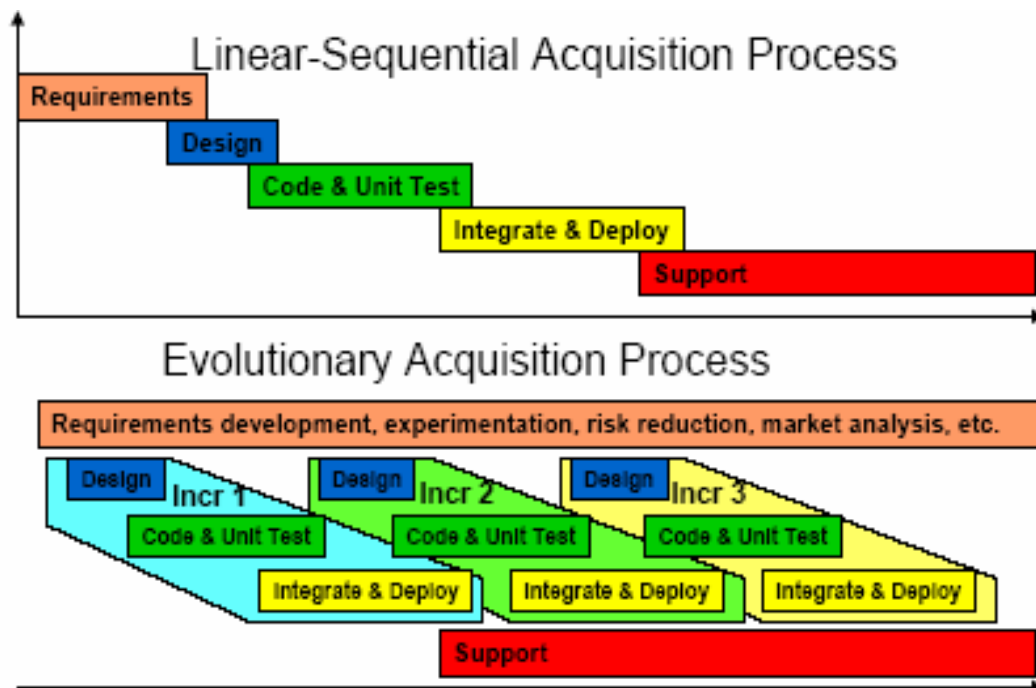 Linear-Sequential Acquisition Process
Requirements
Design
Code & Unit Test
Integrate & Deploy
Support
Evolutionary Acquisition Process
Requirements development, experimentation, risk reduction, market analysis, etc.
Design
Incr 1
Code & Unit Test
Integrate & Deploy
Design
Incr 2
Code & Unit Test
Integrate & Deploy
Design
Incr 3
Code & Unit Test
Integrate & Deploy
Support